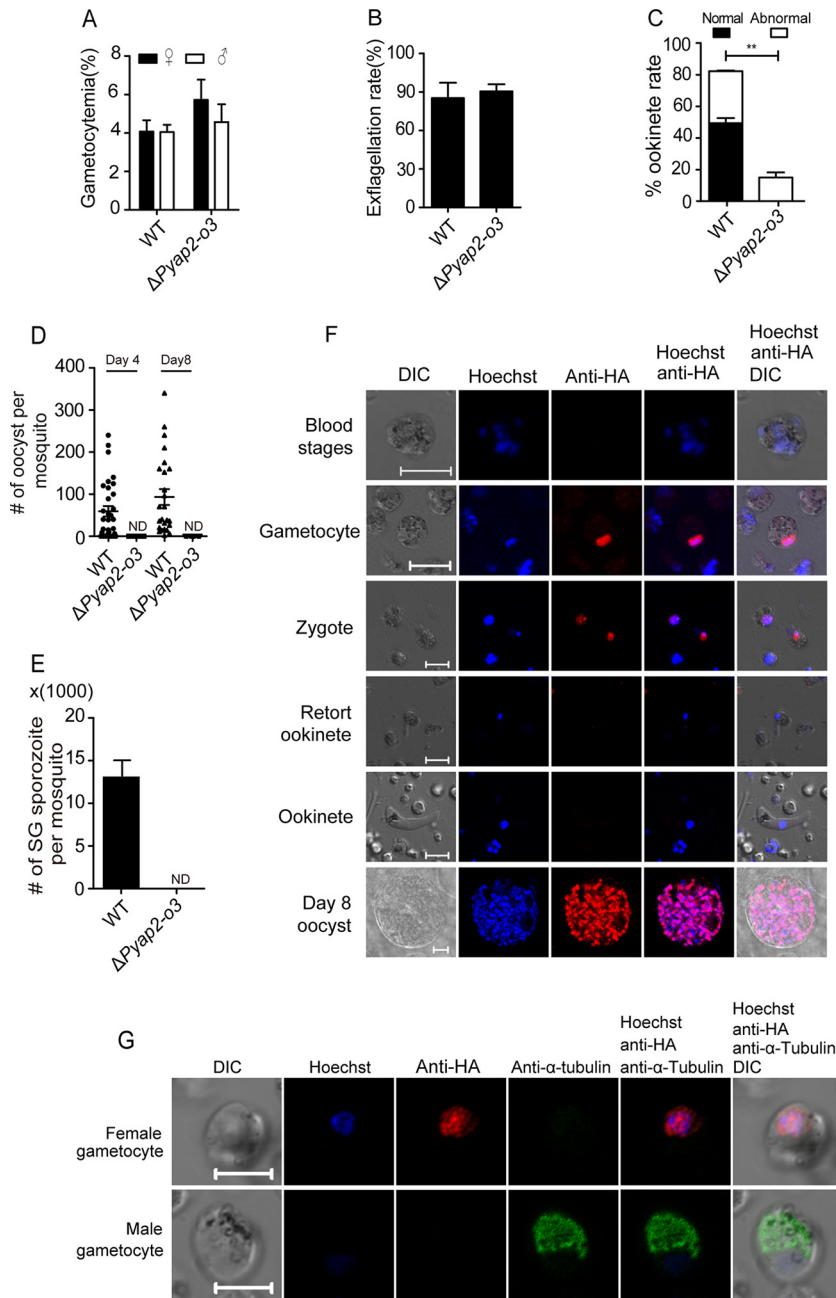 A
♀ ♂
Gametocytemia(%)
8
6
4
2
0
WT
ΔPyap2-o3
B
Exflagellation rate(%)
100
90
80
90
60
30
0
WT
ΔPyap2-o3
C
Normal Abnormal
**
% ookinete rate
100
80
60
40
20
0
WT
ΔPyap2-o3
D
Day 4 Day8
# of oocyst per
mosquito
400
300
200
100
0
ND ND
WT
ΔPyap2-o3
WT
ΔPyap2-o3
E
x(1000)
# of SG sporozoite
per mosquito
20
15
10
5
0
ND
WT
ΔPyap2-o3
F
DIC
Hoechst
Anti-HA
Hoechst
anti-HA
Hoechst
anti-HA
DIC
Blood
stages
Gametocyte
Zygote
Retort
ookinete
Ookinete
Day 8
oocyst
G
DIC
Hoechst
Anti-HA
Anti-α-tubulin
Hoechst
anti-HA
anti-α-Tubulin
Hoechst
anti-HA
anti-α-Tubulin
DIC
Female
gametocyte
Male
gametocyte